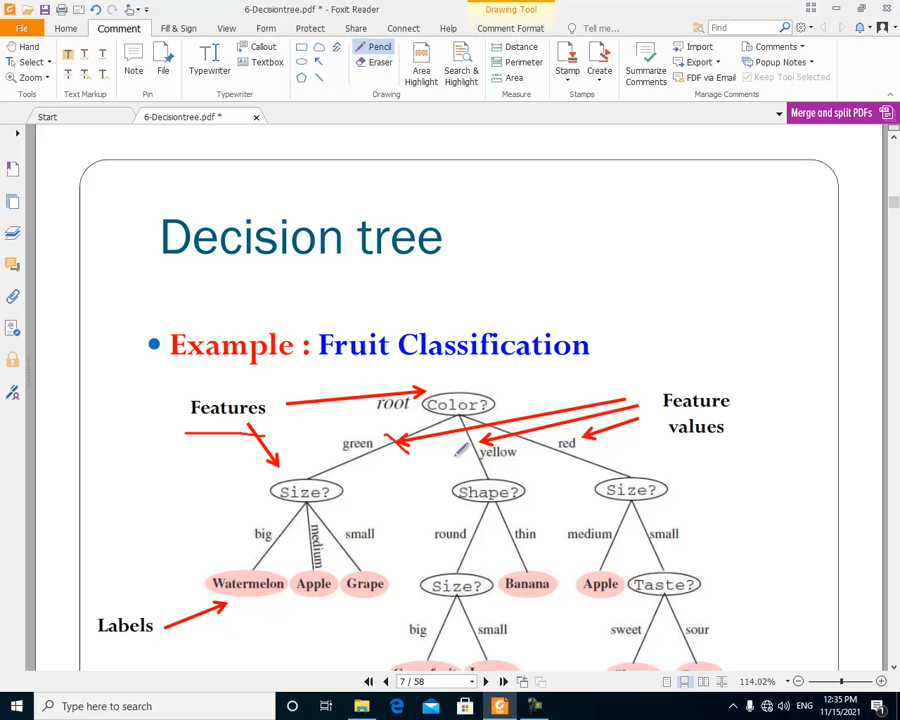 6-Decisiontree.pdf * - Foxit Reader
Drawing Tool
File Home Comment Fill & Sign View Form Protect Share Connect Help Comment Format Tell me... Find
Hand
Select
Zoom
Tools
T T T
T T T
Text Markup
Note
File
Pin
Typewriter
Callout
Textbox
Typewriter
Pencil
Eraser
Drawing
Area Highlight
Search & Highlight
Distance
Perimeter
Area
Measure
Stamp
Create
Stamps
Summarize Comments
Import
Export
FDF via Email
Comments
Popup Notes
Keep Tool Selected
Manage Comments
Start
6-Decisiontree.pdf *
Merge and split PDFs
Decision tree
Example : Fruit Classification
Features
root
Color?
Feature
values
green
yellow
red
Size?
Shape?
Size?
big
medium
small
round
thin
medium
small
Watermelon
Apple
Grape
Size?
Banana
Apple
Taste?
Labels
big
small
sweet
sour
7 / 58
114.02%
Type here to search
12:35 PM
11/15/2021